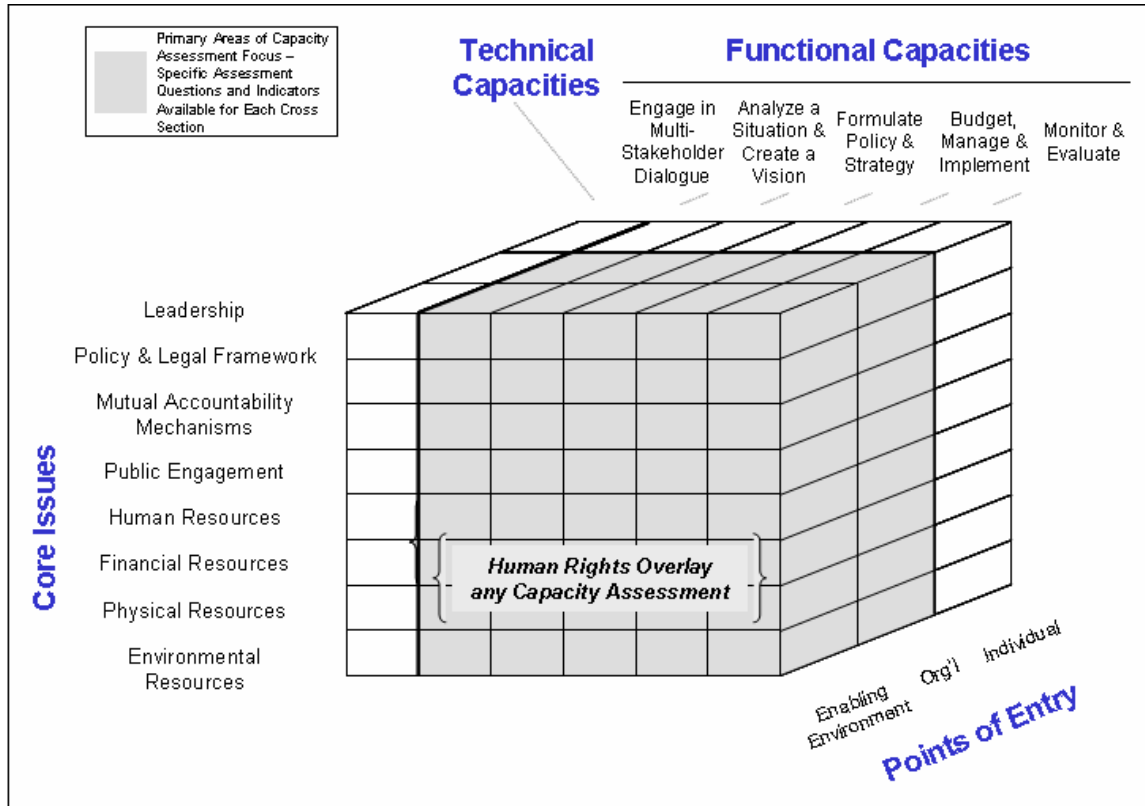 Primary Areas of Capacity
Assessment Focus –
Specific Assessment
Questions and Indicators
Available for Each Cross
Section
Technical
Capacities
Functional Capacities
Engage in
Multi-
Stakeholder
Dialogue
Analyze a
Situation &
Create a
Vision
Formulate
Policy &
Strategy
Budget,
Manage &
Implement
Monitor &
Evaluate
Core Issues
Leadership
Policy & Legal Framework
Mutual Accountability
Mechanisms
Public Engagement
Human Resources
Financial Resources
Physical Resources
Environmental
Resources
Human Rights Overlay
any Capacity Assessment
Enabling
Environment
Org'l
Individual
Points of Entry